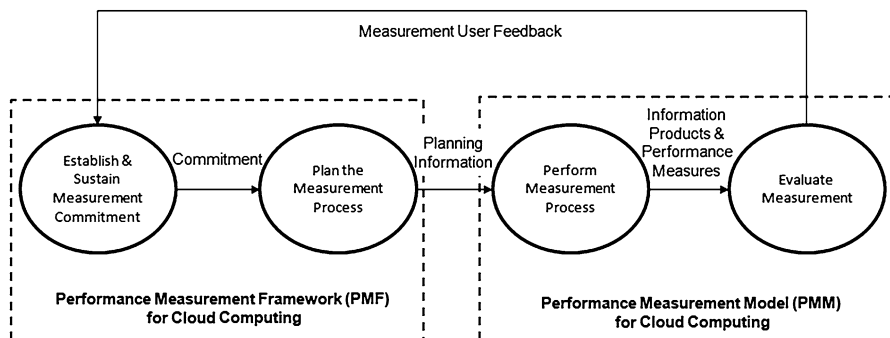 Measurement User Feedback
Establish &
Sustain
Measurement
Commitment
Commitment
Plan the
Measurement
Process
Planning
Information
Perform
Measurement
Process
Information
Products &
Performance
Measures
Evaluate
Measurement
Performance Measurement Framework (PMF)
for Cloud Computing
Performance Measurement Model (PMM)
for Cloud Computing